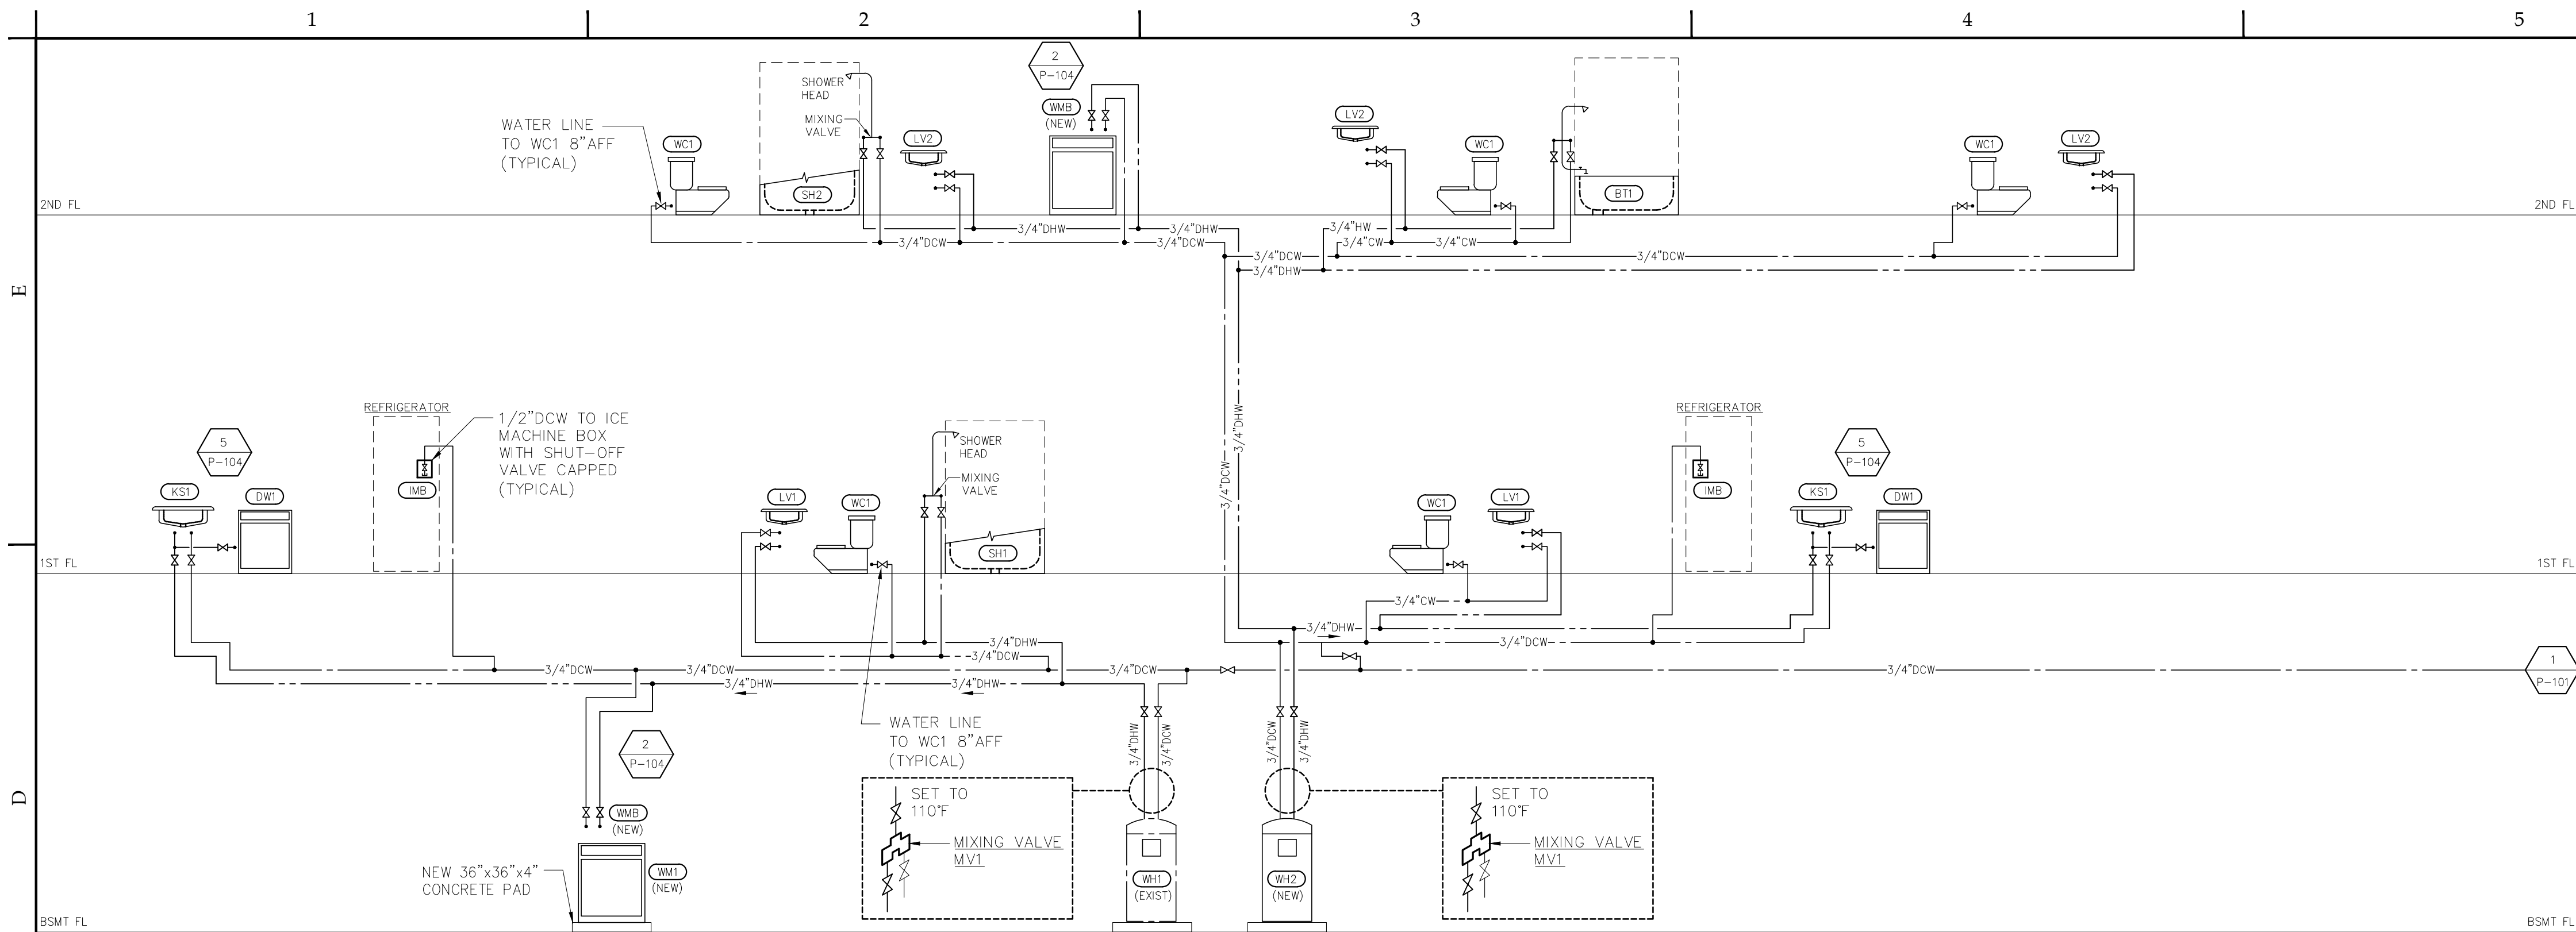 1
2
3
4
5
E
D
2
P-104
SHOWER
HEAD
WMB
(NEW)
MIXING
VALVE
LV2
WATER LINE
TO WC1 8"AFF
(TYPICAL)
WC1
LV2
SH2
WC1
BT1
WC1
LV2
2ND FL
2ND FL
3/4"DHW
3/4"DHW
3/4"HW
3/4"DCW
3/4"DCW
3/4"CW
3/4"CW
3/4"DCW
3/4"DCW
3/4"DHW
3/4"DHW
3/4"DCW
REFRIGERATOR
1/2"DCW TO ICE
MACHINE BOX
WITH SHUT-OFF
VALVE CAPPED
(TYPICAL)
REFRIGERATOR
5
P-104
SHOWER
HEAD
5
P-104
KS1
DW1
IMB
LV1
WC1
MIXING
VALVE
SH1
WC1
LV1
IMB
KS1
DW1
1ST FL
1ST FL
3/4"CW
3/4"DHW
3/4"DHW
3/4"DCW
3/4"DCW
3/4"DCW
3/4"DCW
3/4"DCW
3/4"DCW
3/4"DHW
3/4"DHW
1
P-101
WATER LINE
TO WC1 8"AFF
(TYPICAL)
2
P-104
3/4"DHW
3/4"DCW
3/4"DCW
3/4"DHW
SET TO
110°F
MIXING VALVE
MV1
SET TO
110°F
MIXING VALVE
MV1
WMB
(NEW)
NEW 36"x36"x4"
CONCRETE PAD
WM1
(NEW)
WH1
(EXIST)
WH2
(NEW)
BSMT FL
BSMT FL